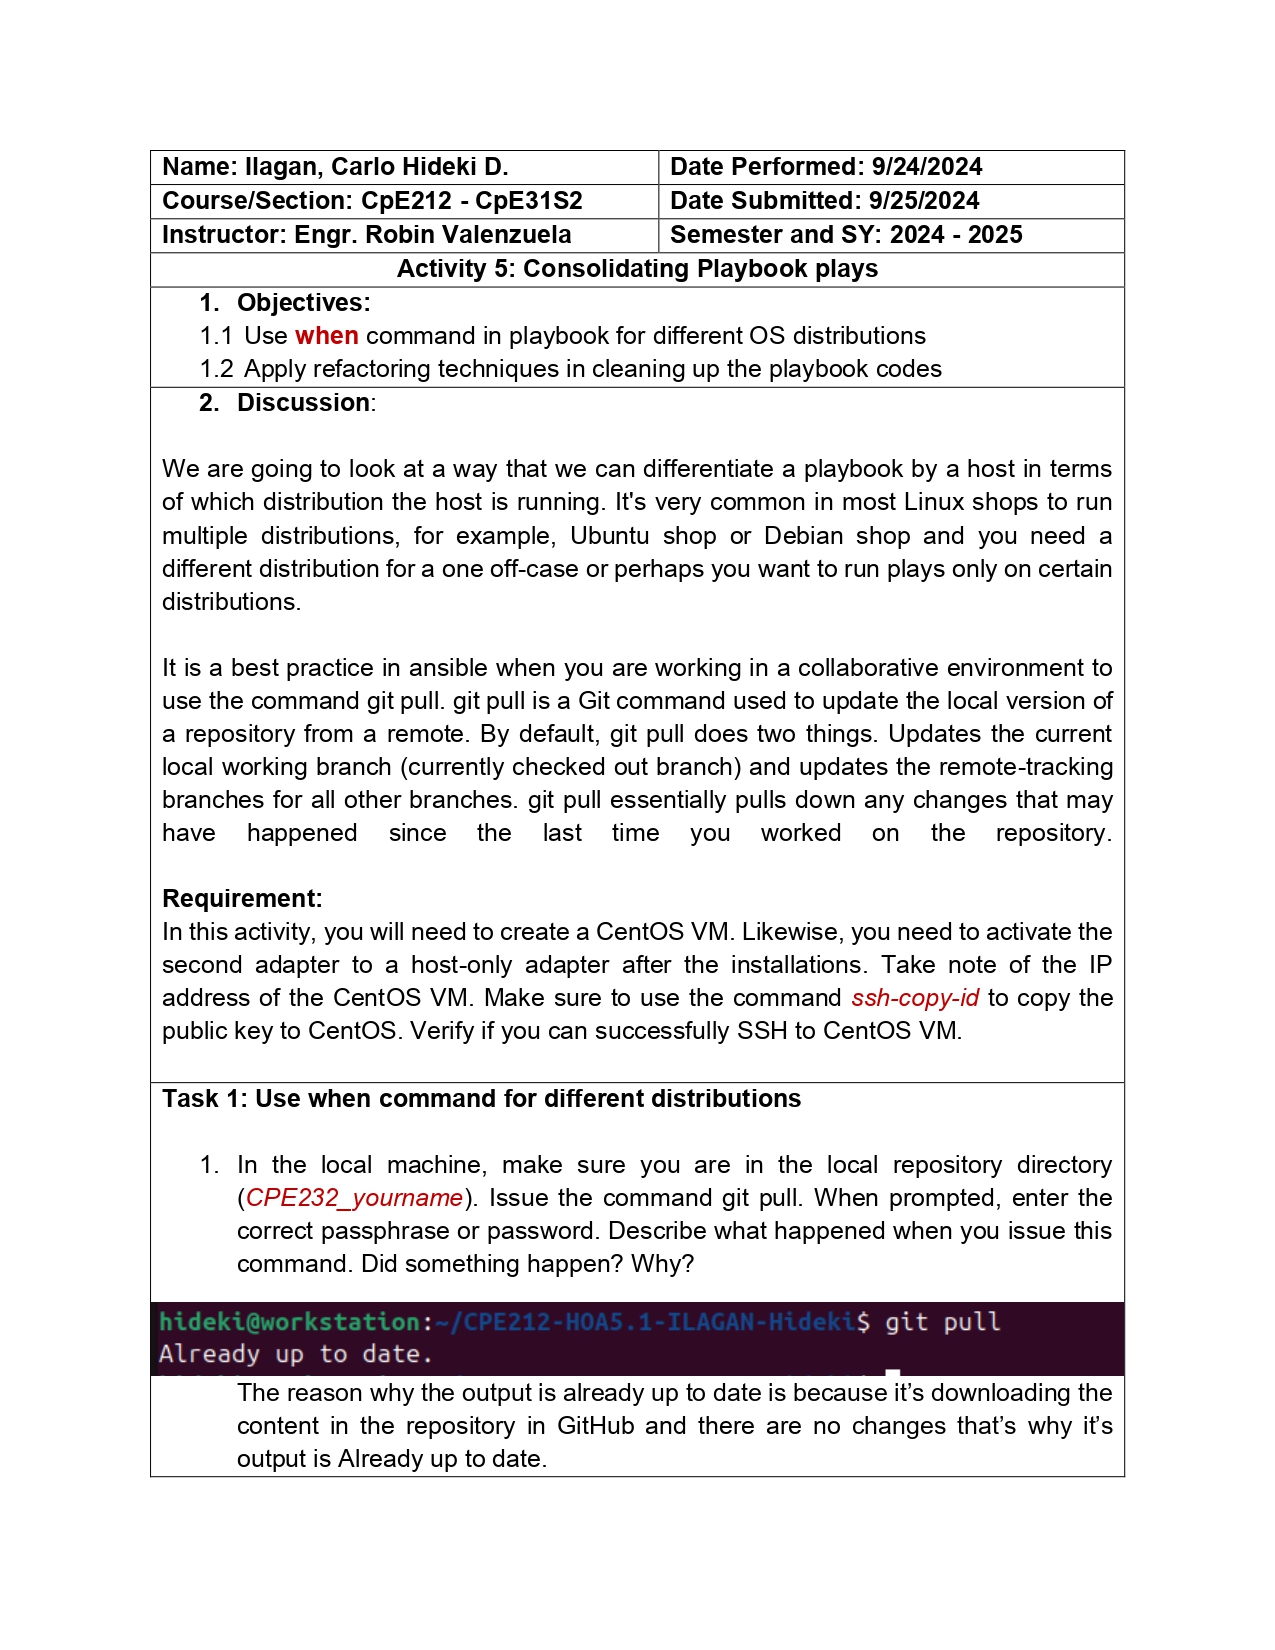 Name: Ilagan, Carlo Hideki D.
Date Performed: 9/24/2024
Course/Section: CpE212 - CpE31S2
Date Submitted: 9/25/2024
Instructor: Engr. Robin Valenzuela
Semester and SY: 2024 - 2025
Activity 5: Consolidating Playbook plays
1. Objectives:
1.1 Use when command in playbook for different OS distributions
1.2 Apply refactoring techniques in cleaning up the playbook codes
2. Discussion:
We are going to look at a way that we can differentiate a playbook by a host in terms
of which distribution the host is running. It's very common in most Linux shops to run
multiple distributions, for example, Ubuntu shop or Debian shop and you need a
different distribution for a one off-case or perhaps you want to run plays only on certain
distributions.
It is a best practice in ansible when you are working in a collaborative environment to
use the command git pull. git pull is a Git command used to update the local version of
a repository from a remote. By default, git pull does two things. Updates the current
local working branch (currently checked out branch) and updates the remote-tracking
branches for all other branches. git pull essentially pulls down any changes that may
have happened since the last time you worked on the repository.
Requirement:
In this activity, you will need to create a CentOS VM. Likewise, you need to activate the
second adapter to a host-only adapter after the installations. Take note of the IP
address of the CentOS VM. Make sure to use the command ssh-copy-id to copy the
public key to CentOS. Verify if you can successfully SSH to CentOS VM.
Task 1: Use when command for different distributions
1. In the local machine, make sure you are in the local repository directory
(CPE232_yourname). Issue the command git pull. When prompted, enter the
correct passphrase or password. Describe what happened when you issue this
command. Did something happen? Why?
hideki@workstation:~/CPE212-HOA5.1-ILAGAN-Hideki$ git pull
Already up to date.
The reason why the output is already up to date is because it’s downloading the
content in the repository in GitHub and there are no changes that’s why it’s
output is Already up to date.